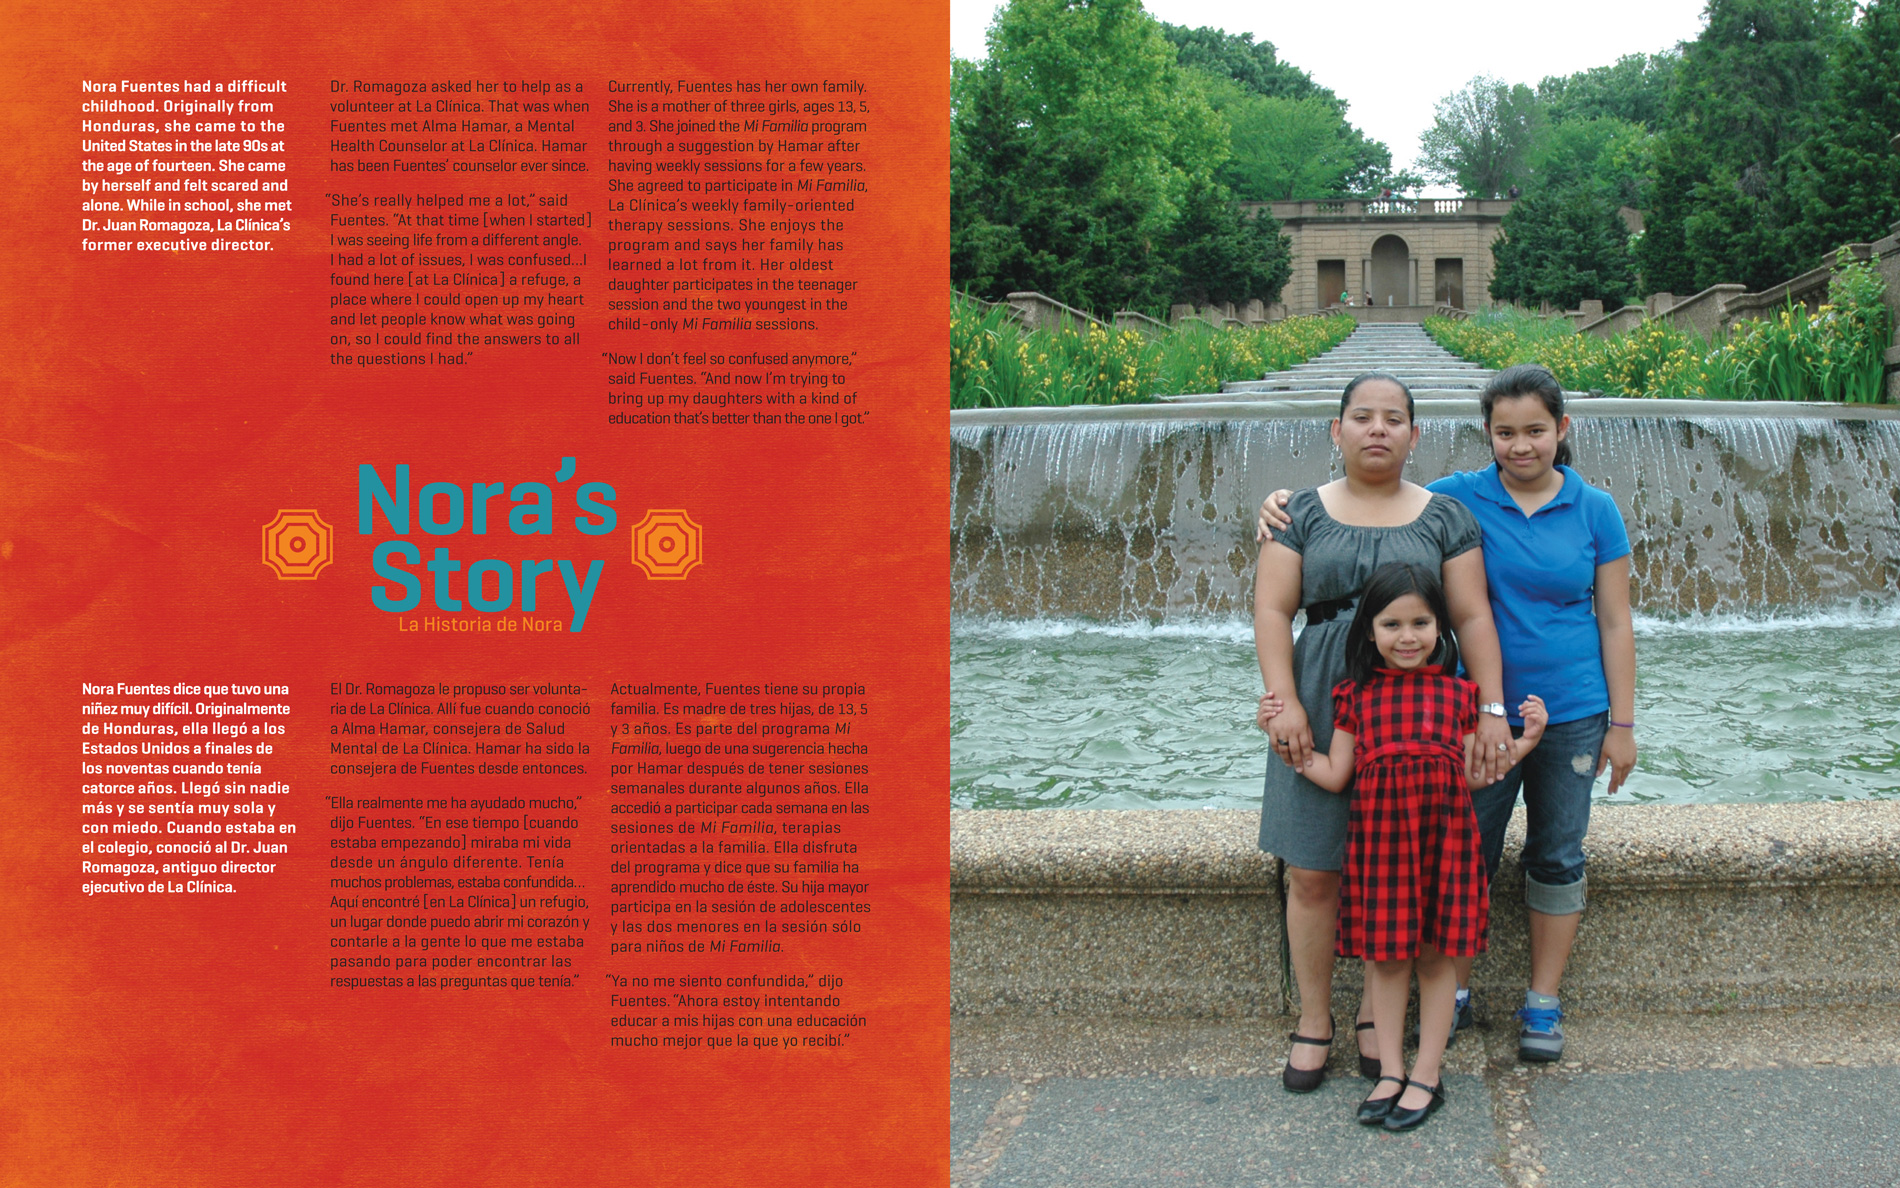 Nora Fuentes had a difficult
childhood. Originally from
Honduras, she came to the
United States in the late 90s at
the age of fourteen. She came
by herself and felt scared and
alone. While in school, she met
Dr. Juan Romagoza, La Clínica’s
former executive director.
Dr. Romagoza asked her to help as a
volunteer at La Clínica. That was when
Fuentes met Alma Hamar, a Mental
Health Counselor at La Clínica. Hamar
has been Fuentes’ counselor ever since.
“She’s really helped me a lot,” said
Fuentes. “At that time [when I started]
I was seeing life from a different angle.
I had a lot of issues, I was confused...I
found here [at La Clínica] a refuge, a
place where I could open up my heart
and let people know what was going
on, so I could find the answers to all
the questions I had.”
Currently, Fuentes has her own family.
She is a mother of three girls, ages 13, 5,
and 3. She joined the Mi Familia program
through a suggestion by Hamar after
having weekly sessions for a few years.
She agreed to participate in Mi Familia,
La Clínica’s weekly family-oriented
therapy sessions. She enjoys the
program and says her family has
learned a lot from it. Her oldest
daughter participates in the teenager
session and the two youngest in the
child-only Mi Familia sessions.
“Now I don’t feel so confused anymore,”
said Fuentes. “And now I’m trying to
bring up my daughters with a kind of
education that’s better than the one I got.”
Nora’s
Story
La Historia de Nora
Nora Fuentes dice que tuvo una
niñez muy difícil. Originalmente
de Honduras, ella llegó a los
Estados Unidos a finales de
los noventas cuando tenía
catorce años. Llegó sin nadie
más y se sentía muy sola y
con miedo. Cuando estaba en
el colegio, conoció al Dr. Juan
Romagoza, antiguo director
ejecutivo de La Clínica.
El Dr. Romagoza le propuso ser volunta-
ria de La Clínica. Allí fue cuando conoció
a Alma Hamar, consejera de Salud
Mental de La Clínica. Hamar ha sido la
consejera de Fuentes desde entonces.
“Ella realmente me ha ayudado mucho,”
dijo Fuentes. “En ese tiempo [cuando
estaba empezando] miraba mi vida
desde un ángulo diferente. Tenía
muchos problemas, estaba confundida...
Aquí encontré [en La Clínica] un refugio,
un lugar donde puedo abrir mi corazón y
contarle a la gente lo que me estaba
pasando para poder encontrar las
respuestas a las preguntas que tenía.”
Actualmente, Fuentes tiene su propia
familia. Es madre de tres hijas, de 13, 5
y 3 años. Es parte del programa Mi
Familia, luego de una sugerencia hecha
por Hamar después de tener sesiones
semanales durante algunos años. Ella
accedió a participar cada semana en las
sesiones de Mi Familia, terapias
orientadas a la familia. Ella disfruta
del programa y dice que su familia ha
aprendido mucho de éste. Su hija mayor
participa en la sesión de adolescentes
y las dos menores en la sesión sólo
para niños de Mi Familia.
“Ya no me siento confundida,” dijo
Fuentes. “Ahora estoy intentando
educar a mis hijas con una educación
mucho mejor que la que yo recibí.”